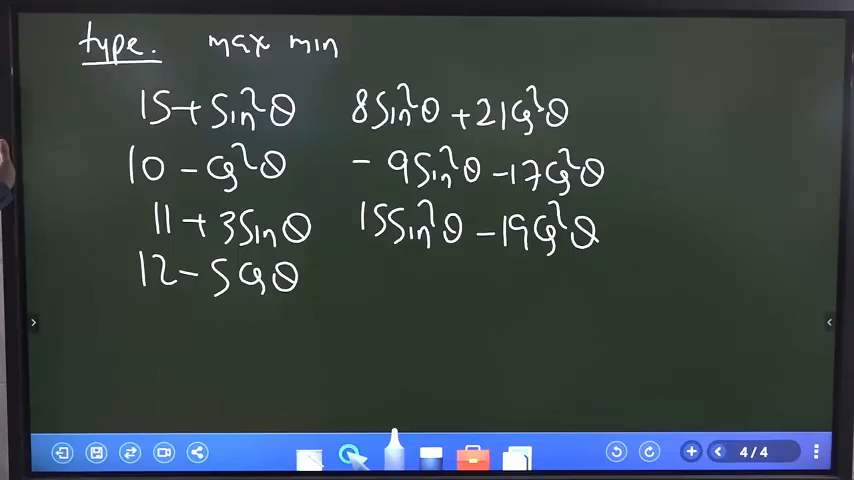 type. max min
15 + Sin²θ 8Sin²θ + 21Cos²θ
10 - Cos²θ - 9Sin²θ - 17Cos²θ
11 + 3Sinθ 15Sin²θ - 19Cos²θ
12 - 5Cosθ
4/4